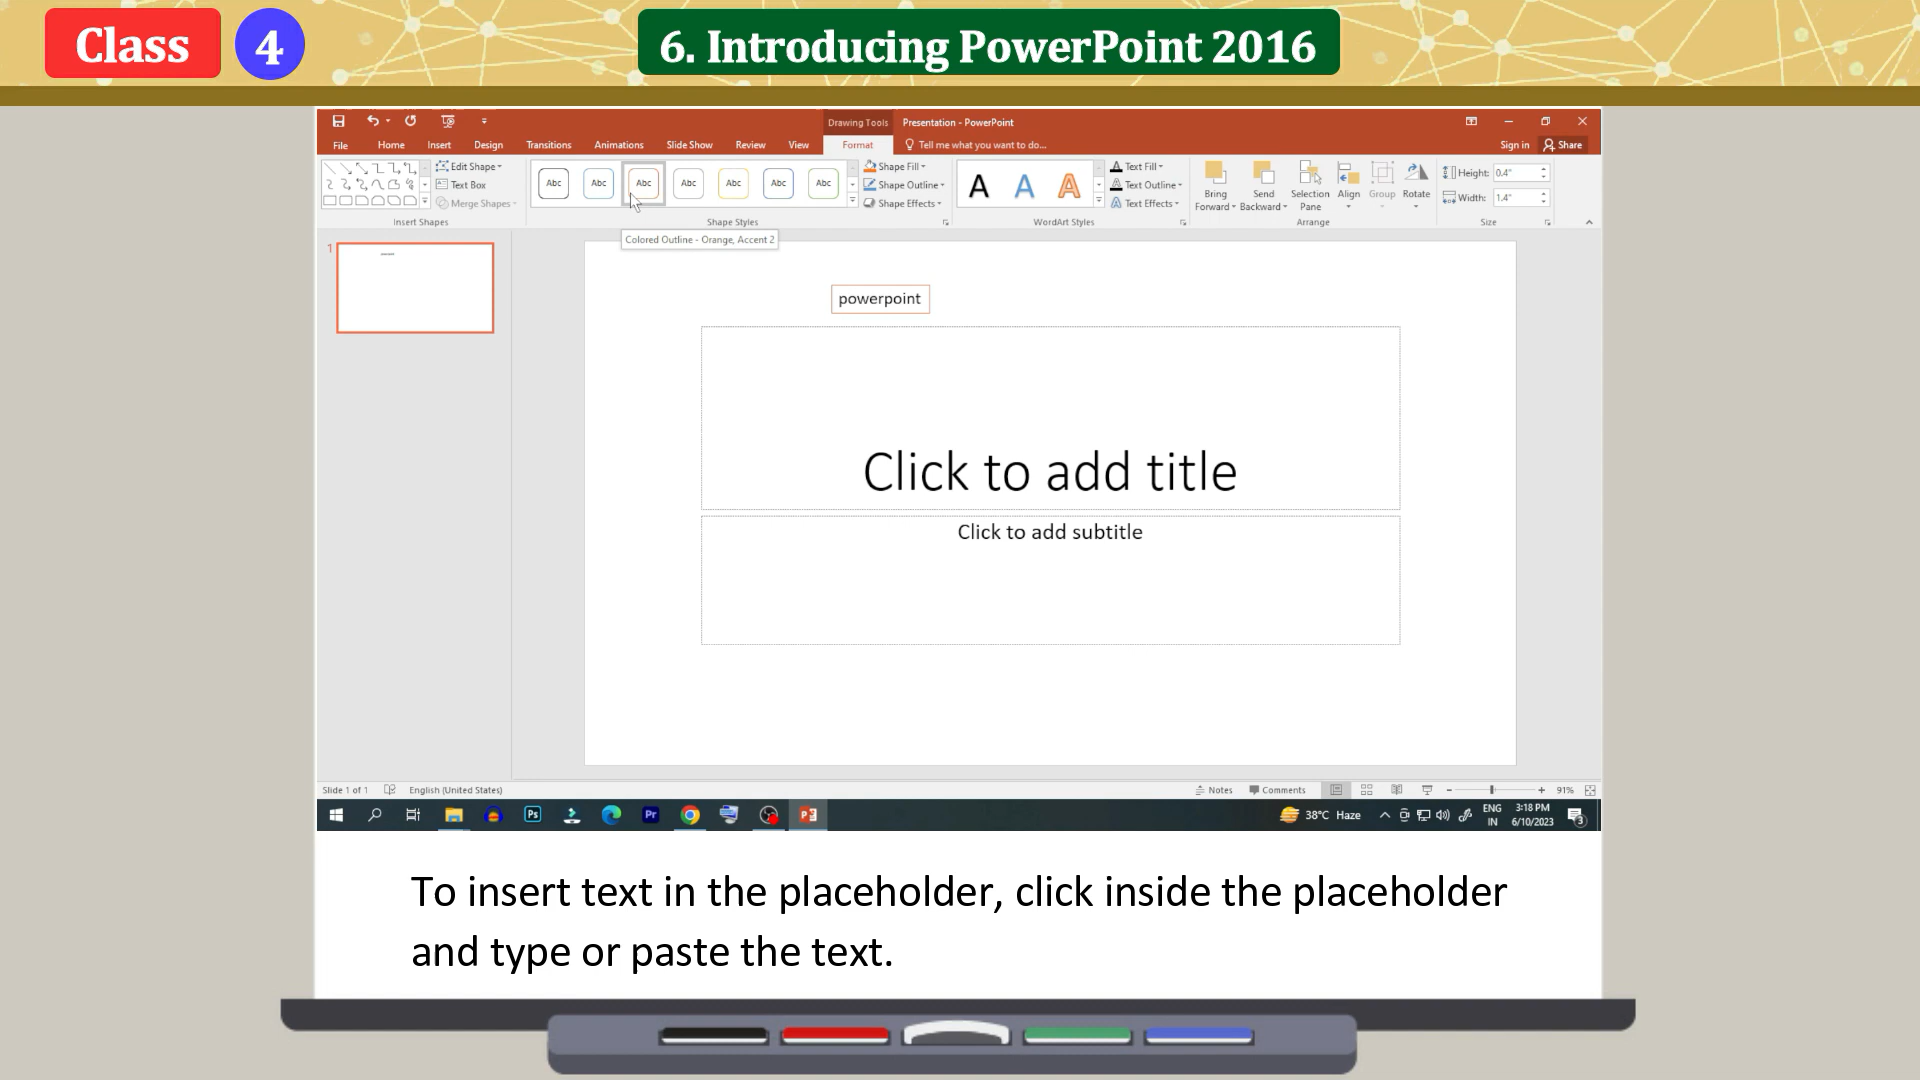 Class 4
6. Introducing PowerPoint 2016
Drawing Tools
Presentation - PowerPoint
File Home Insert Design Transitions Animations Slide Show Review View Format Tell me what you want to do... Sign in Share
Edit Shape
Text Box
Merge Shapes
Insert Shapes
Abc Abc Abc Abc Abc Abc Abc
Shape Styles
Shape Fill
Shape Outline
Shape Effects
A A A
WordArt Styles
Text Fill
Text Outline
Text Effects
Bring Forward
Send Backward
Selection Pane
Align
Group
Rotate
Arrange
Height: 0.4"
Width: 1.4"
Size
Colored Outline - Orange, Accent 2
1
powerpoint
Click to add title
Click to add subtitle
Slide 1 of 1 English (United States) Notes Comments 91%
Ps Pr 38°C Haze
ENG
IN
3:18 PM
6/10/2023
3
To insert text in the placeholder, click inside the placeholder
and type or paste the text.